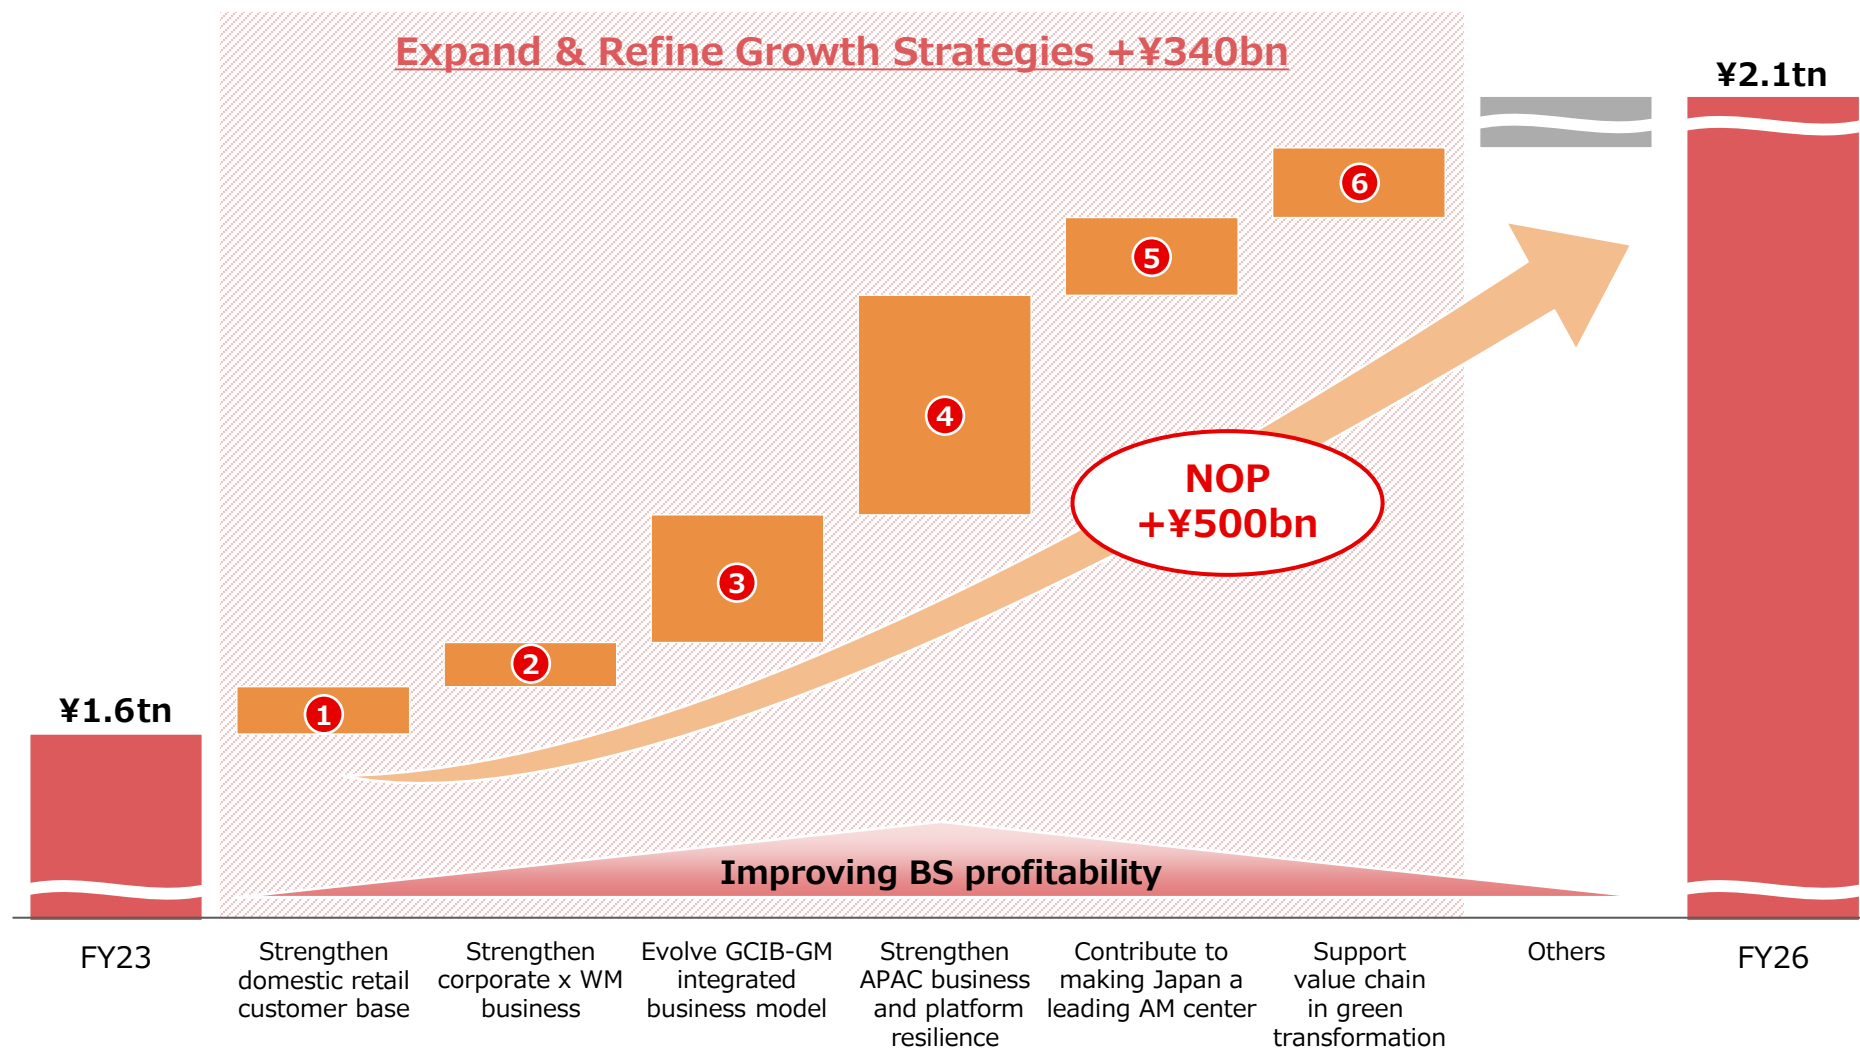 Expand & Refine Growth Strategies +¥340bn
¥2.1tn
6
5
4
NOP
+¥500bn
3
2
1
¥1.6tn
Improving BS profitability
FY23
Strengthen
domestic retail
customer base
Strengthen
corporate x WM
business
Evolve GCIB-GM
integrated
business model
Strengthen
APAC business
and platform
resilience
Contribute to
making Japan a
leading AM center
Support
value chain
in green
transformation
Others
FY26